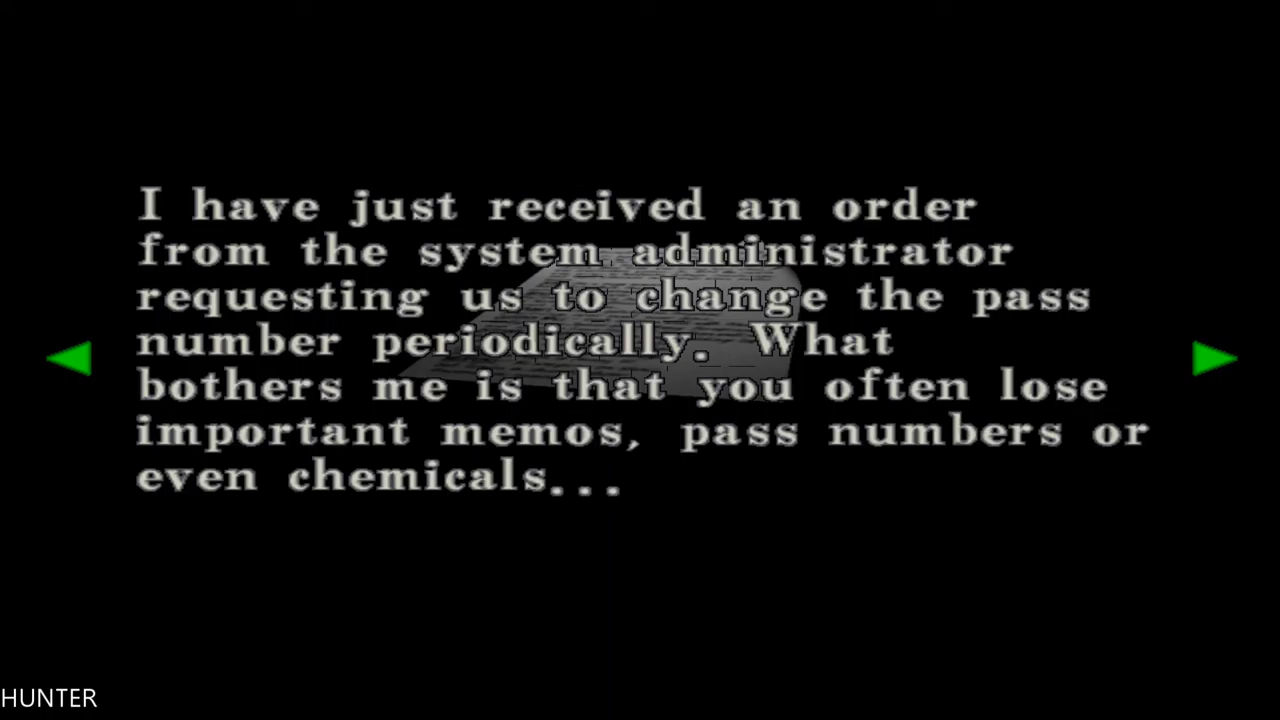 I have just received an order
from the system administrator
requesting us to change the pass
number periodically. What
bothers me is that you often lose
important memos, pass numbers or
even chemicals...
HUNTER